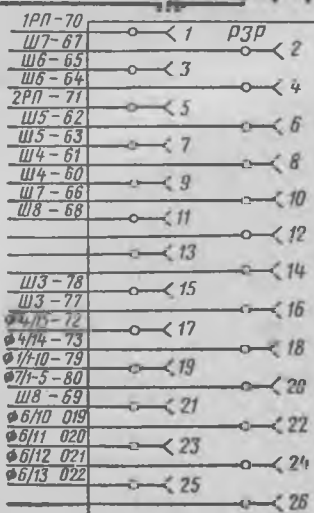 1РП-70 1 РЗР
Ш7-67 2
Ш6-65 3
Ш6-64 4
2РП-71 5
Ш5-62 6
Ш5-63 7
Ш4-61 8
Ш4-60 9
Ш7-66 10
Ш8-68 11
12
13
14
Ш3-78 15
Ш3-77 16
ф4/15-72 17
ф4/14-73 18
ф1/1-10-79 19
ф7/1-5-80 20
Ш8-69 21
ф6/10 019 22
ф6/11 020 23
ф6/12 021 24
ф6/13 022 25
26